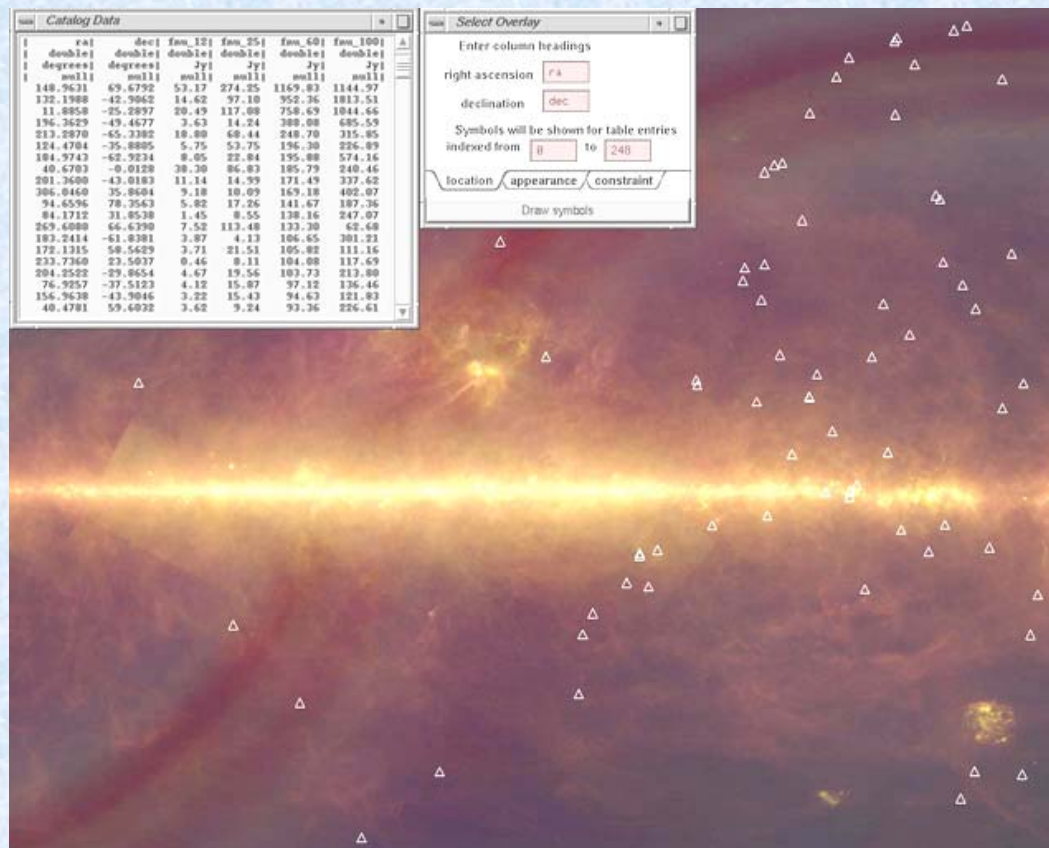 Catalog Data
| ra| dec| fnu_12| fnu_25| fnu_60| fnu_100|
| double| double| double| double| double| double|
| degrees| degrees| Jy| Jy| Jy| Jy|
| null| null| null| null| null| null|
148.9631 69.6792 53.17 274.25 1169.83 1144.97
132.1988 -42.9062 14.62 97.10 952.36 1813.51
11.8858 -25.2897 20.49 117.08 758.69 1044.66
196.3629 -49.4677 3.63 14.24 388.08 685.59
213.2870 -65.3382 18.80 68.44 248.70 315.85
124.4704 -35.8805 5.75 53.75 196.30 226.89
184.9743 -62.9234 8.05 22.84 195.88 574.16
40.6703 -0.0128 38.30 86.83 185.79 240.46
201.3600 -43.0183 11.14 14.99 171.49 337.62
306.0460 35.8604 9.18 10.09 169.18 402.07
94.6596 78.3563 5.82 17.26 141.67 187.36
84.1712 31.8538 1.45 8.55 138.16 247.07
269.6080 66.6390 7.52 113.48 133.30 62.68
183.2414 -61.8381 3.87 4.13 106.65 301.21
172.1315 58.5629 3.71 21.51 105.82 111.16
233.7360 23.5037 0.46 8.11 104.08 117.69
204.2522 -29.8654 4.67 19.56 103.73 213.80
76.9257 -37.5123 4.12 15.87 97.12 136.46
156.9638 -43.9046 3.22 15.43 94.63 121.83
40.4781 59.6032 3.62 9.24 93.36 226.61
Select Overlay
Enter column headings
right ascension ra
declination dec
Symbols will be shown for table entries
indexed from 0 to 248
location appearance constraint
Draw symbols